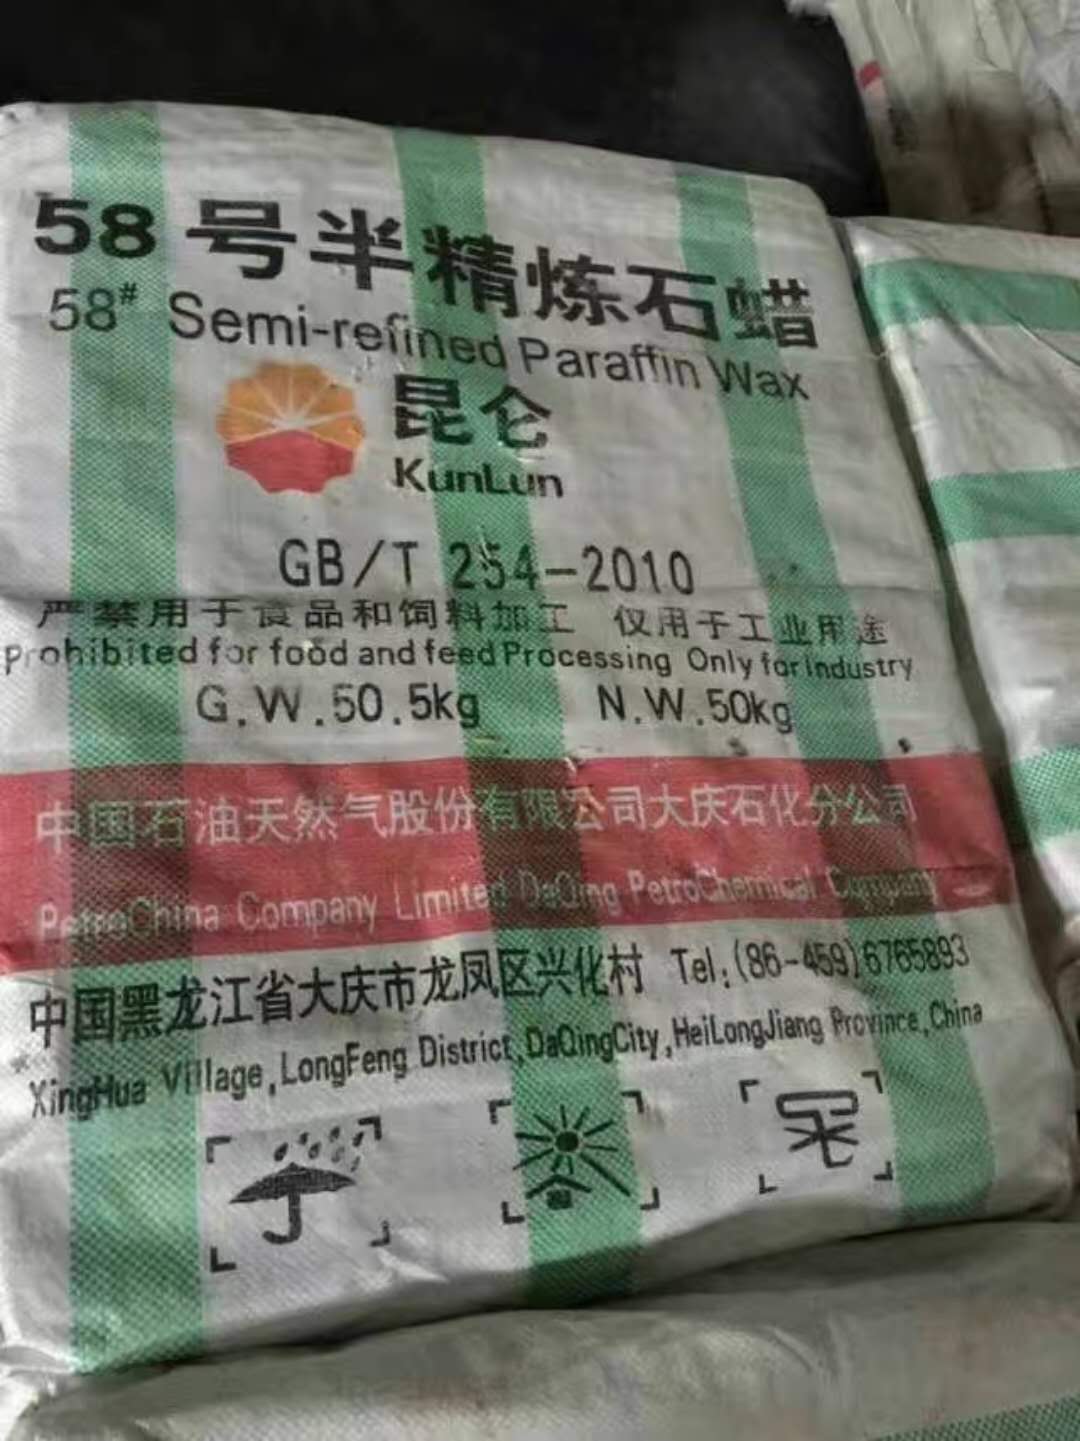 58号半精炼石蜡
58# Semi-refined Paraffin Wax
昆仑
KunLun
GB/T 254-2010
严禁用于食品和饲料加工 仅用于工业用途
Prohibited for food and feed Processing Only for industry
G.W.50.5kg N.W.50kg
中国石油天然气股份有限公司大庆石化分公司
PetroChina Company Limited DaQing PetroChemical Company
中国黑龙江省大庆市龙凤区兴化村 Tel:(86-459)6765893
XingHua Village,LongFeng District,DaQingCity,HeiLongJiang Province,China